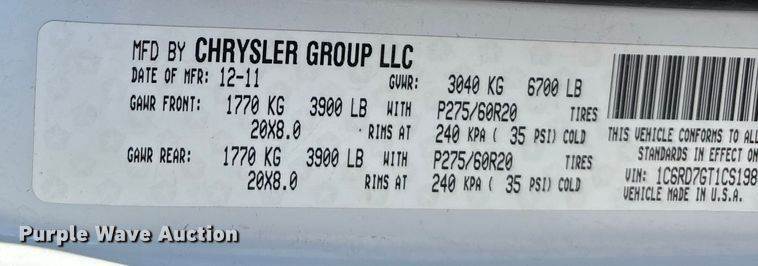 MFD BY CHRYSLER GROUP LLC
DATE OF MFR: 12-11 GVWR: 3040 KG 6700 LB
GAWR FRONT: 1770 KG 3900 LB WITH P275/60R20 TIRES
20X8.0 RIMS AT 240 KPA ( 35 PSI) COLD
GAWR REAR: 1770 KG 3900 LB WITH P275/60R20 TIRES
20X8.0 RIMS AT 240 KPA ( 35 PSI) COLD
THIS VEHICLE CONFORMS TO ALL
STANDARDS IN EFFECT ON
VIN: 1C6RD7GT1CS198
VEHICLE MADE IN U.S.A.
Purple Wave Auction